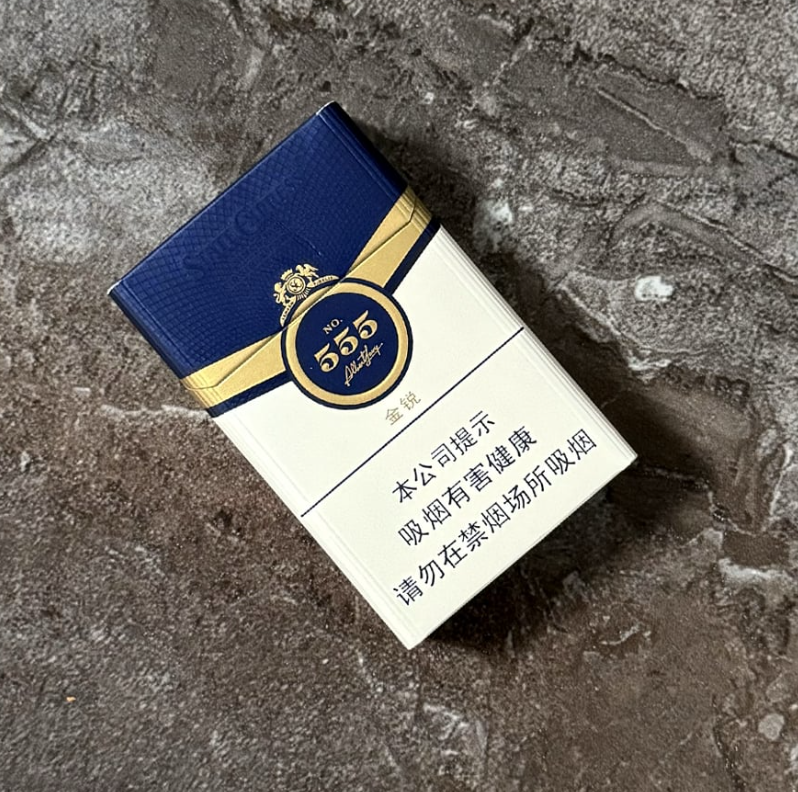 NO.
555
金锐
本公司提示
吸烟有害健康
请勿在禁烟场所吸烟